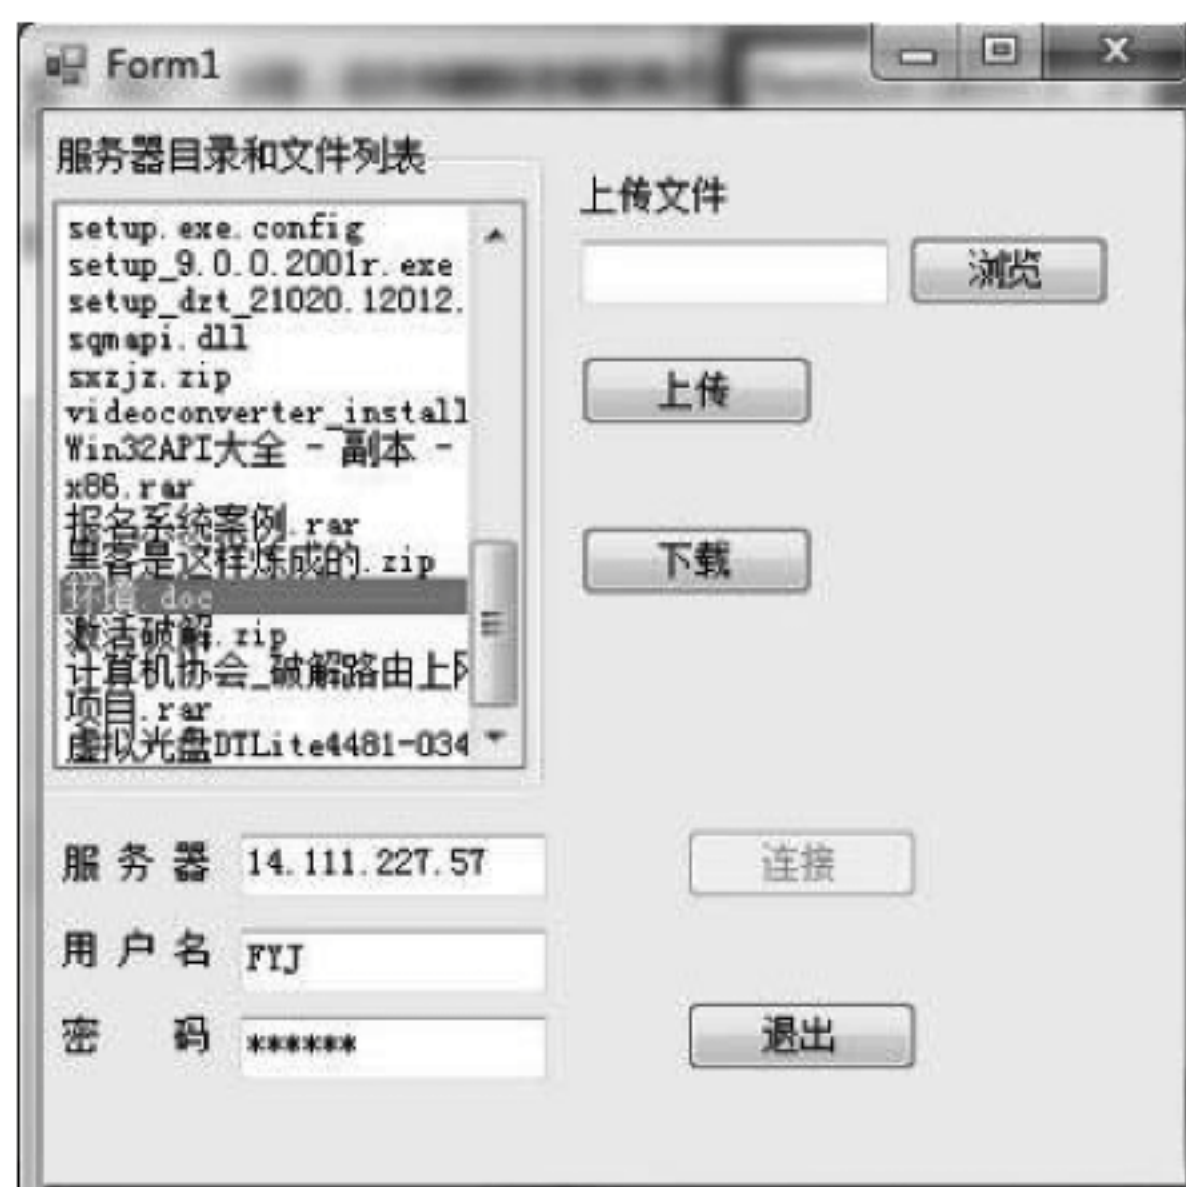 Form1
服务器目录和文件列表
setup.exe.config
setup_9.0.0.2001r.exe
setup_dzt_21020.12012.
sqmapi.dll
sxzjz.zip
videoconverter_install
Win32API大全 - 副本 -
x86.rar
报名系统案例.rar
黑客是这样炼成的.zip
环境.doc
激活破解.zip
计算机协会_破解路由上网
项目.rar
虚拟光盘DTLite4481-034
上传文件
浏览
上传
下载
服务器 14.111.227.57
连接
用户名 FYJ
密 码 ******
退出